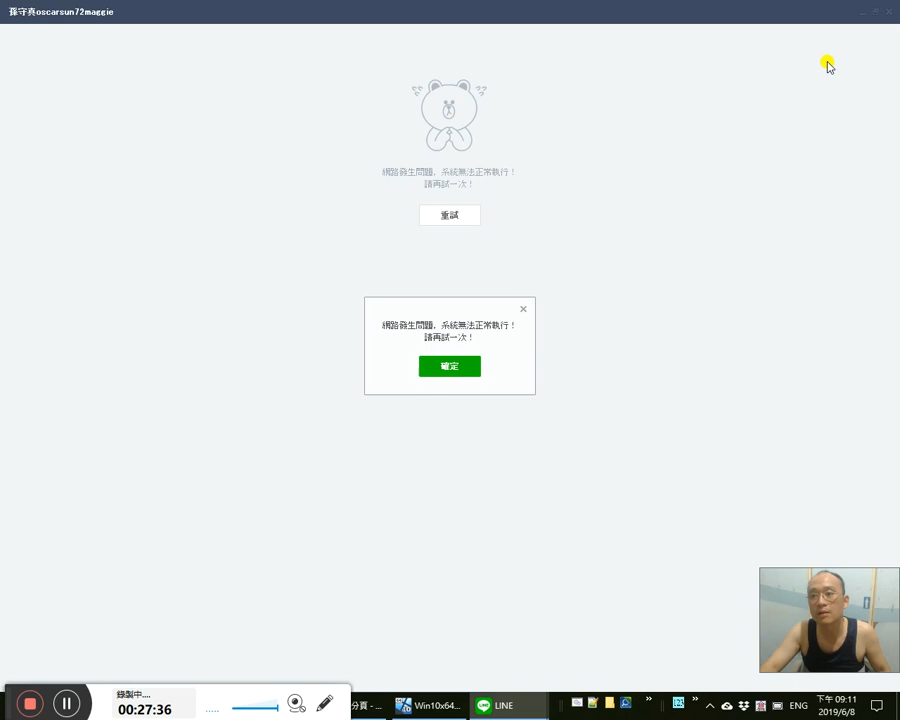 孫守真oscarsun72maggie
網路發生問題，系統無法正常執行！
請再試一次！
重試
網路發生問題，系統無法正常執行！
請再試一次！
確定
錄製中....
00:27:36
分頁 - ...
Win10x64...
LINE
ENG
下午 09:11
2019/6/8